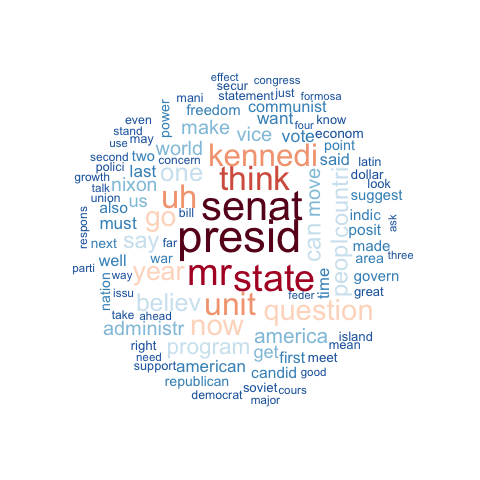 effect
congress
secur
mani
statement
just
formosa
power
freedom
communist
even
want
four
know
stand
may
make
vice
vote
econom
use
world
kennedi
point
second
two
said
latin
polici
concern
last
one
think
move
countri
dollar
growth
nixon
look
talk
us
uh
senat
suggest
union
also
bill
indic
must
go
presid
can
peopl
posit
ask
respons
next
say
far
made
three
well
war
mr
state
area
parti
way
year
time
govern
nation
issu
believ
unit
feder
great
take
ahead
now
question
island
administr
america
mean
right
program
get
first
meet
need
support
american
candid
good
republican
soviet
cours
democrat
major